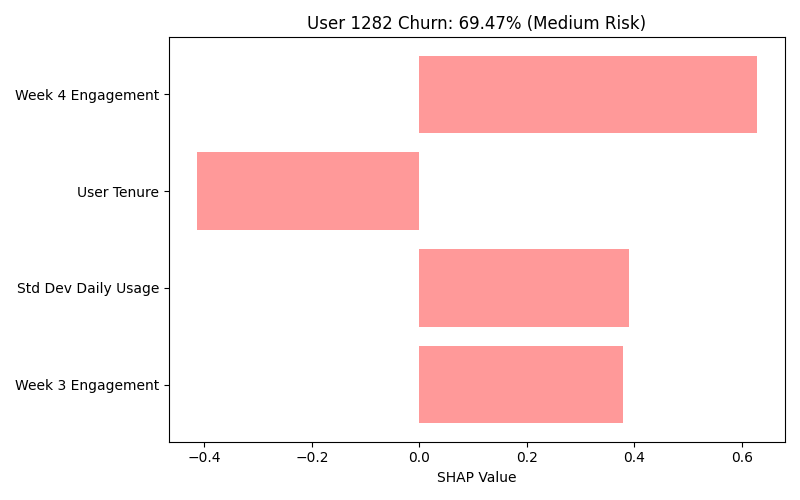 User 1282 Churn: 69.47% (Medium Risk)
Week 4 Engagement
User Tenure
Std Dev Daily Usage
Week 3 Engagement
−0.4 −0.2 0.0 0.2 0.4 0.6
SHAP Value